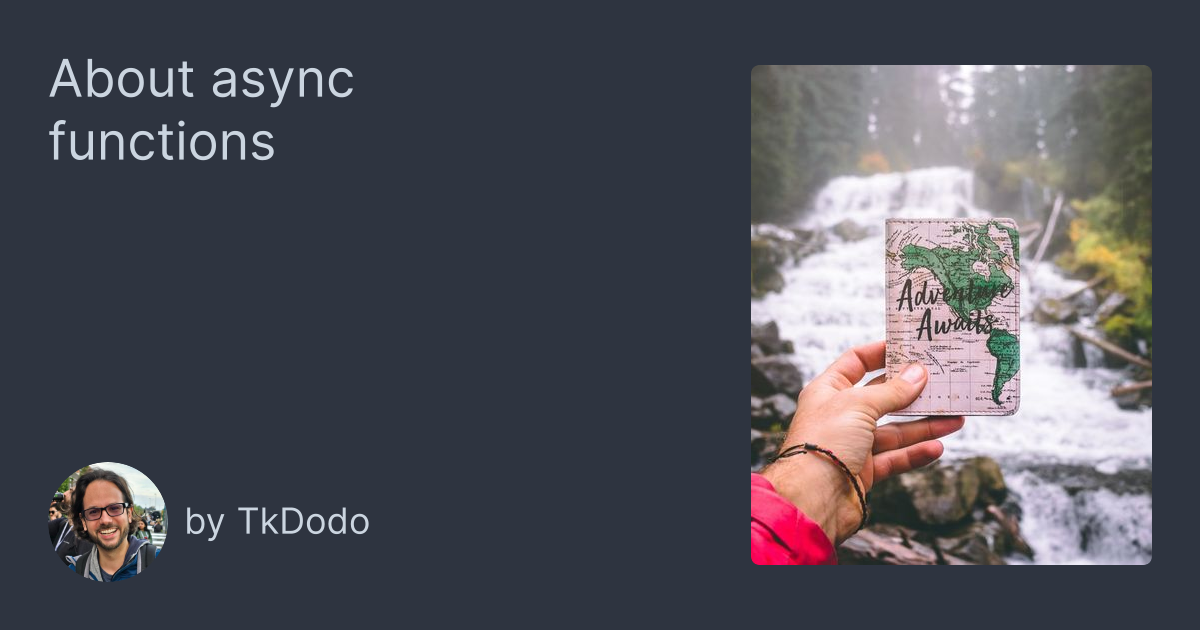 About async
functions
Adventure
Awaits
by TkDodo